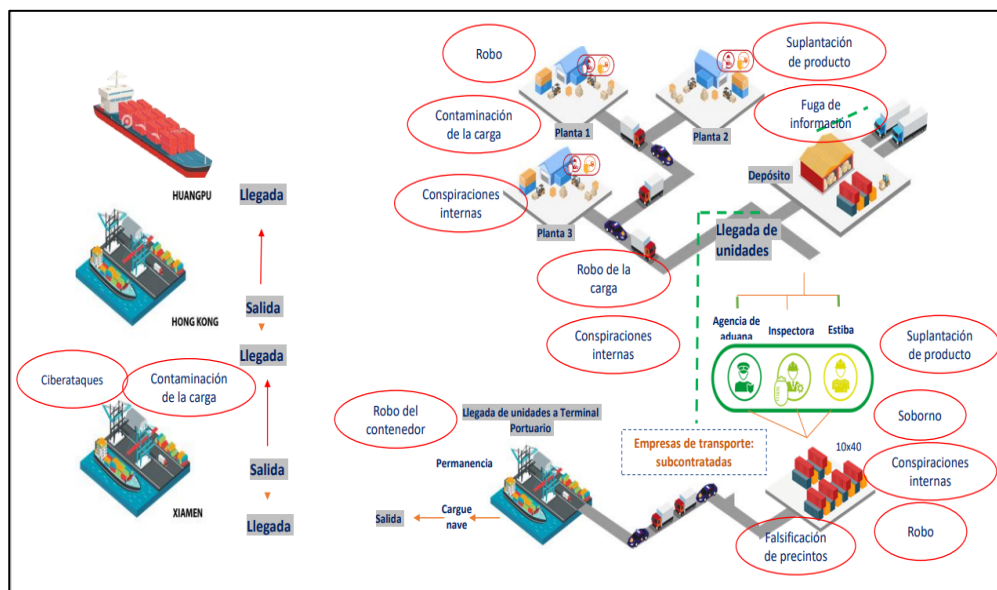 HUANGPU
Llegada
HONG KONG
Salida
Llegada
Ciberataques
Contaminación
de la carga
Salida
XIAMEN
Llegada
Robo
Suplantación
de producto
Contaminación
de la carga
Planta 1
Planta 2
Fuga de
información
Depósito
Conspiraciones
internas
Planta 3
Llegada de
unidades
Robo de la
carga
Conspiraciones
internas
Agencia de
aduana
Inspectora
Estiba
Suplantación
de producto
Robo del
contenedor
Llegada de unidades a Terminal
Portuario
Permanencia
Salida
Cargue
nave
Empresas de transporte:
subcontratadas
Soborno
10x40
Conspiraciones
internas
Robo
Falsificación
de precintos